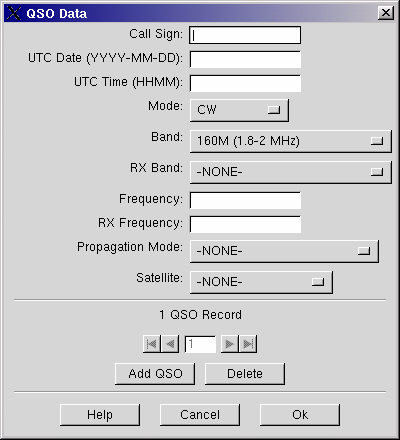 QSO Data
Call Sign:
UTC Date (YYYY-MM-DD):
UTC Time (HHMM):
Mode: CW
Band: 160M (1.8-2 MHz)
RX Band: -NONE-
Frequency:
RX Frequency:
Propagation Mode: -NONE-
Satellite: -NONE-
1 QSO Record
1
Add QSO Delete
Help Cancel Ok